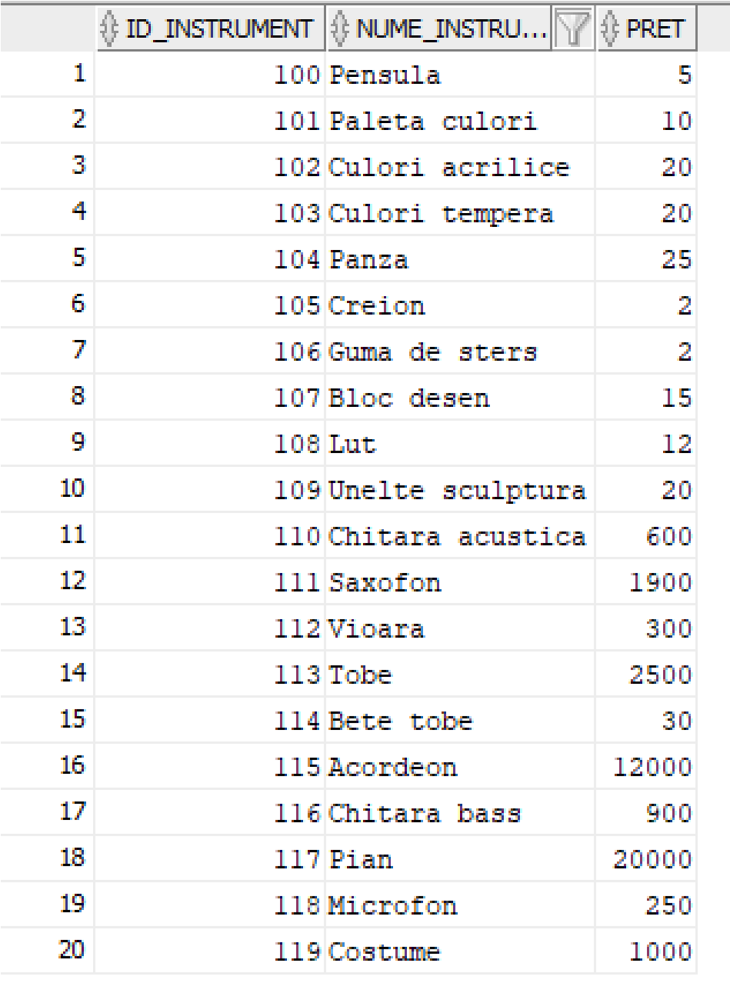 ID_INSTRUMENT NUME_INSTRU... PRET
1 100 Pensula 5
2 101 Paleta culori 10
3 102 Culori acrilice 20
4 103 Culori tempera 20
5 104 Panza 25
6 105 Creion 2
7 106 Guma de sters 2
8 107 Bloc desen 15
9 108 Lut 12
10 109 Unelte sculptura 20
11 110 Chitara acustica 600
12 111 Saxofon 1900
13 112 Vioara 300
14 113 Tobe 2500
15 114 Bete tobe 30
16 115 Acordeon 12000
17 116 Chitara bass 900
18 117 Pian 20000
19 118 Microfon 250
20 119 Costume 1000